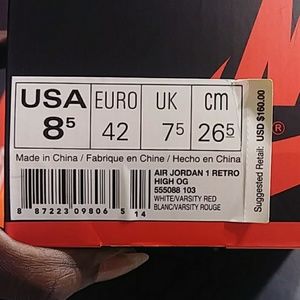 USA EURO UK cm
8⁵ 42 7⁵ 26⁵
Made in China / Fabrique en Chine / Hecho en China
AIR JORDAN 1 RETRO
HIGH OG
555088 103
WHITE/VARSITY RED
BLANC/VARSITY ROUGE
8 87223 09806 5 14
Suggested Retail: USD $160.00
®